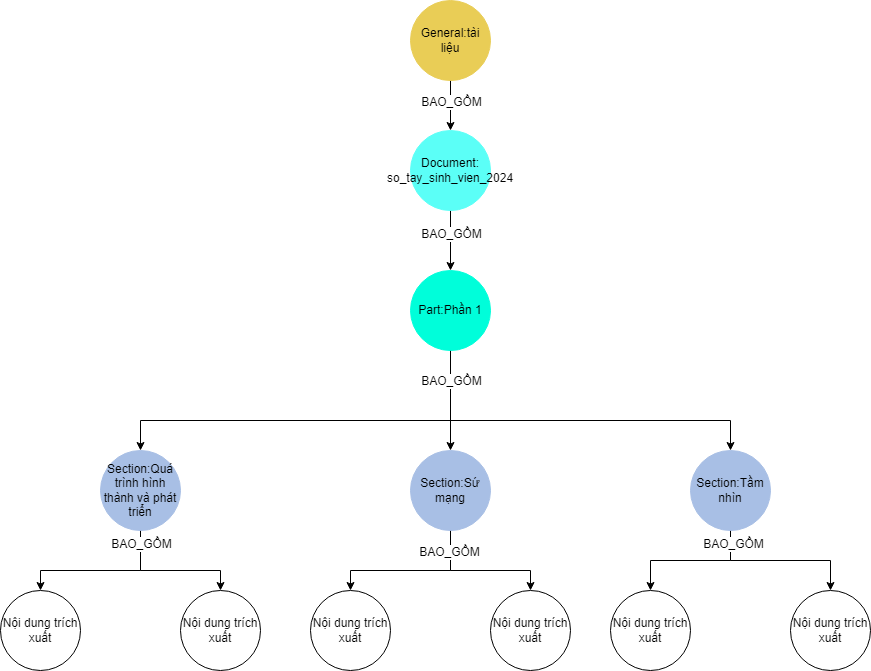 General:tài
liệu
BAO_GỒM
Document:
so_tay_sinh_vien_2024
BAO_GỒM
Part:Phần 1
BAO_GỒM
Section:Quá
trình hình
thành và phát
triển
Section:Sứ
mạng
Section:Tầm
nhìn
BAO_GỒM
BAO_GỒM
BAO_GỒM
Nội dung trích
xuất
Nội dung trích
xuất
Nội dung trích
xuất
Nội dung trích
xuất
Nội dung trích
xuất
Nội dung trích
xuất